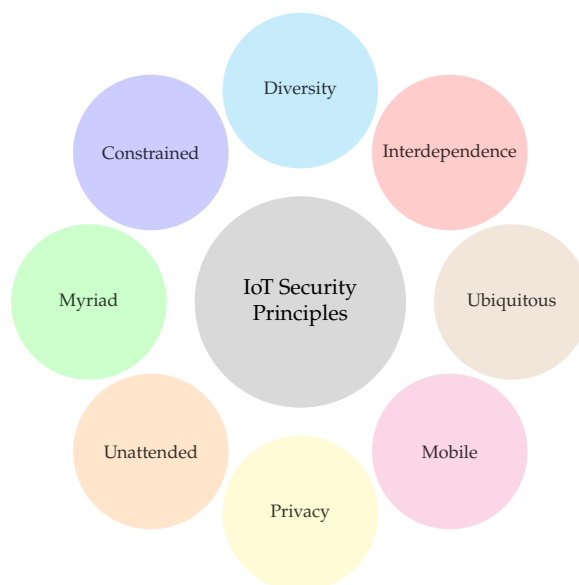 Diversity
Constrained
Interdependence
Myriad
IoT Security
Principles
Ubiquitous
Unattended
Mobile
Privacy